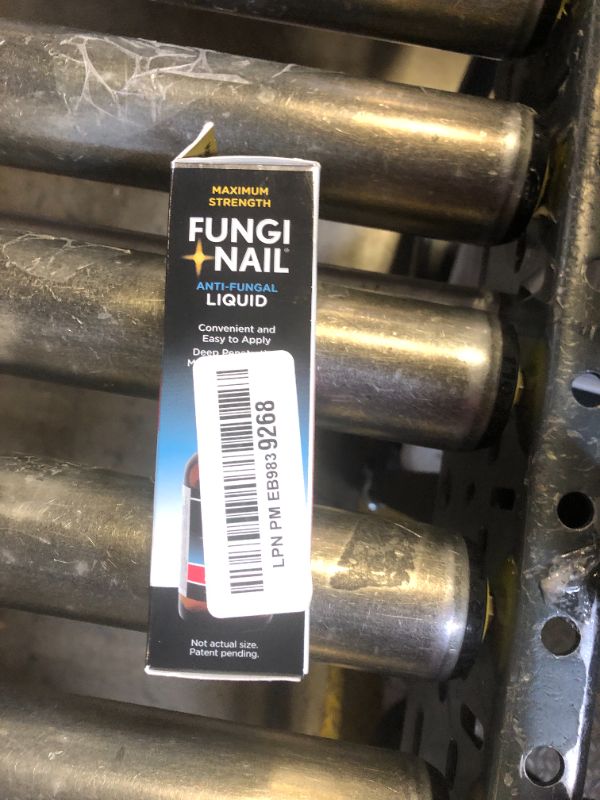 MAXIMUM
STRENGTH
FUNGI
NAIL®
ANTI-FUNGAL
LIQUID
Convenient and
Easy to Apply
Deep
LPN PM EB983 9268
Not actual size.
Patent pending.